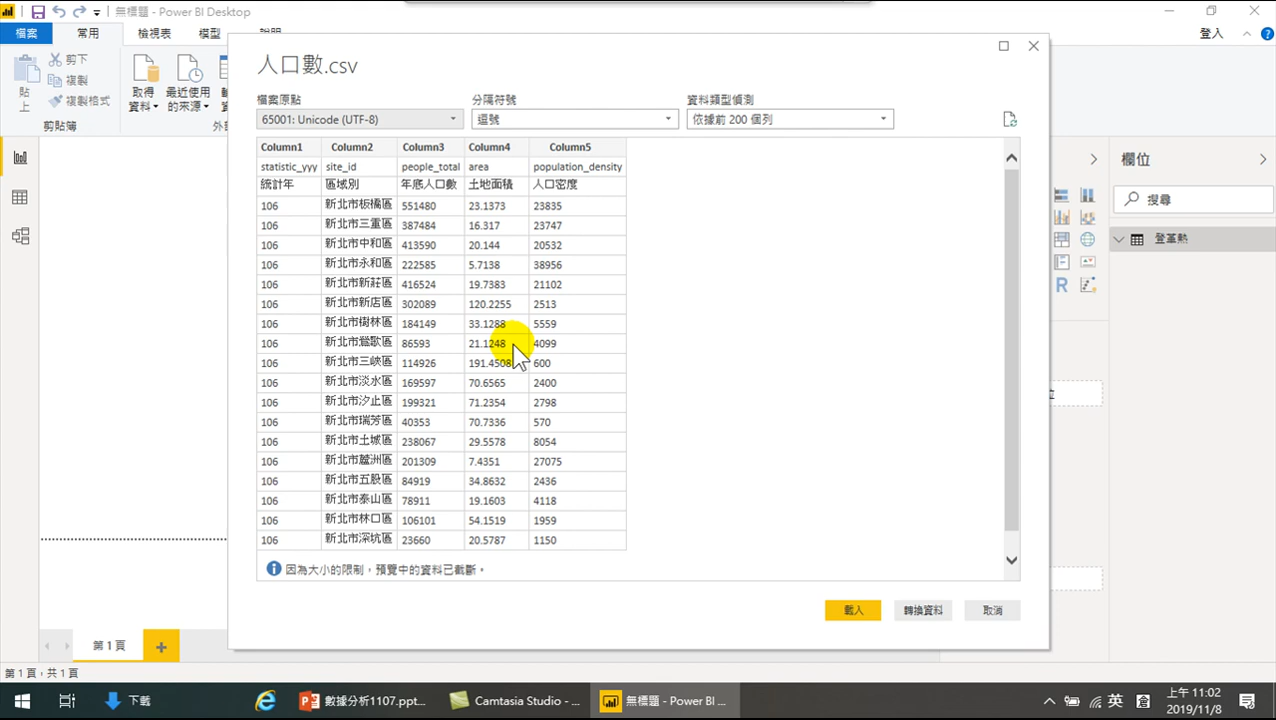 無標題 - Power BI Desktop
檔案 常用 檢視表 模型 說明 登入
剪下
複製
複製格式
貼上
剪貼簿
取得資料
最近使用的來源
人口數.csv
檔案原點 分隔符號 資料類型偵測
65001: Unicode (UTF-8) 逗號 依據前 200 個列
Column1 Column2 Column3 Column4 Column5
statistic_yyy site_id people_total area population_density
統計年 區域別 年底人口數 土地面積 人口密度
106 新北市板橋區 551480 23.1373 23835
106 新北市三重區 387484 16.317 23747
106 新北市中和區 413590 20.144 20532
106 新北市永和區 222585 5.7138 38956
106 新北市新莊區 416524 19.7383 21102
106 新北市新店區 302089 120.2255 2513
106 新北市樹林區 184149 33.1288 5559
106 新北市鶯歌區 86593 21.1248 4099
106 新北市三峽區 114926 191.4508 600
106 新北市淡水區 169597 70.6565 2400
106 新北市汐止區 199321 71.2354 2798
106 新北市瑞芳區 40353 70.7336 570
106 新北市土城區 238067 29.5578 8054
106 新北市蘆洲區 201309 7.4351 27075
106 新北市五股區 84919 34.8632 2436
106 新北市泰山區 78911 19.1603 4118
106 新北市林口區 106101 54.1519 1959
106 新北市深坑區 23660 20.5787 1150
因為大小的限制，預覽中的資料已截斷。
載入 轉換資料 取消
欄位
搜尋
登革熱
第 1 頁
第 1 頁，共 1 頁
下載 數據分析1107.ppt... Camtasia Studio - ... 無標題 - Power BI ... 英
上午 11:02
2019/11/8